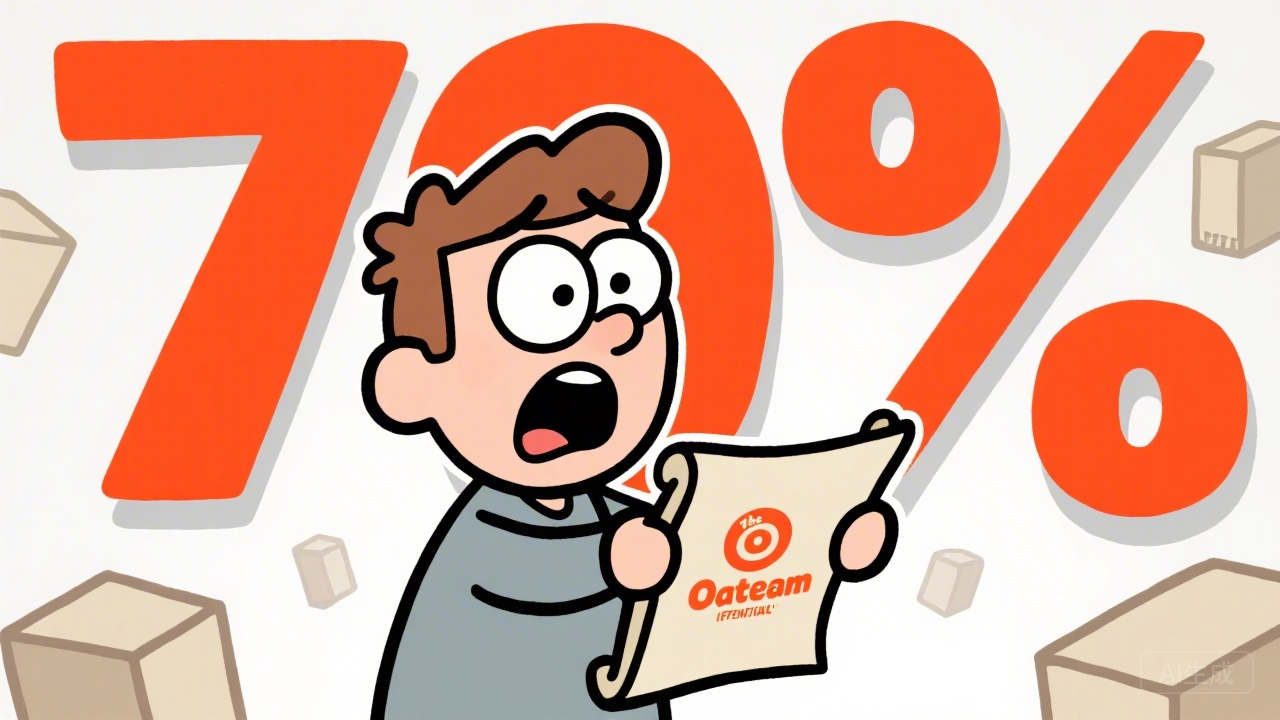 70%
The
Oateam
AI生成